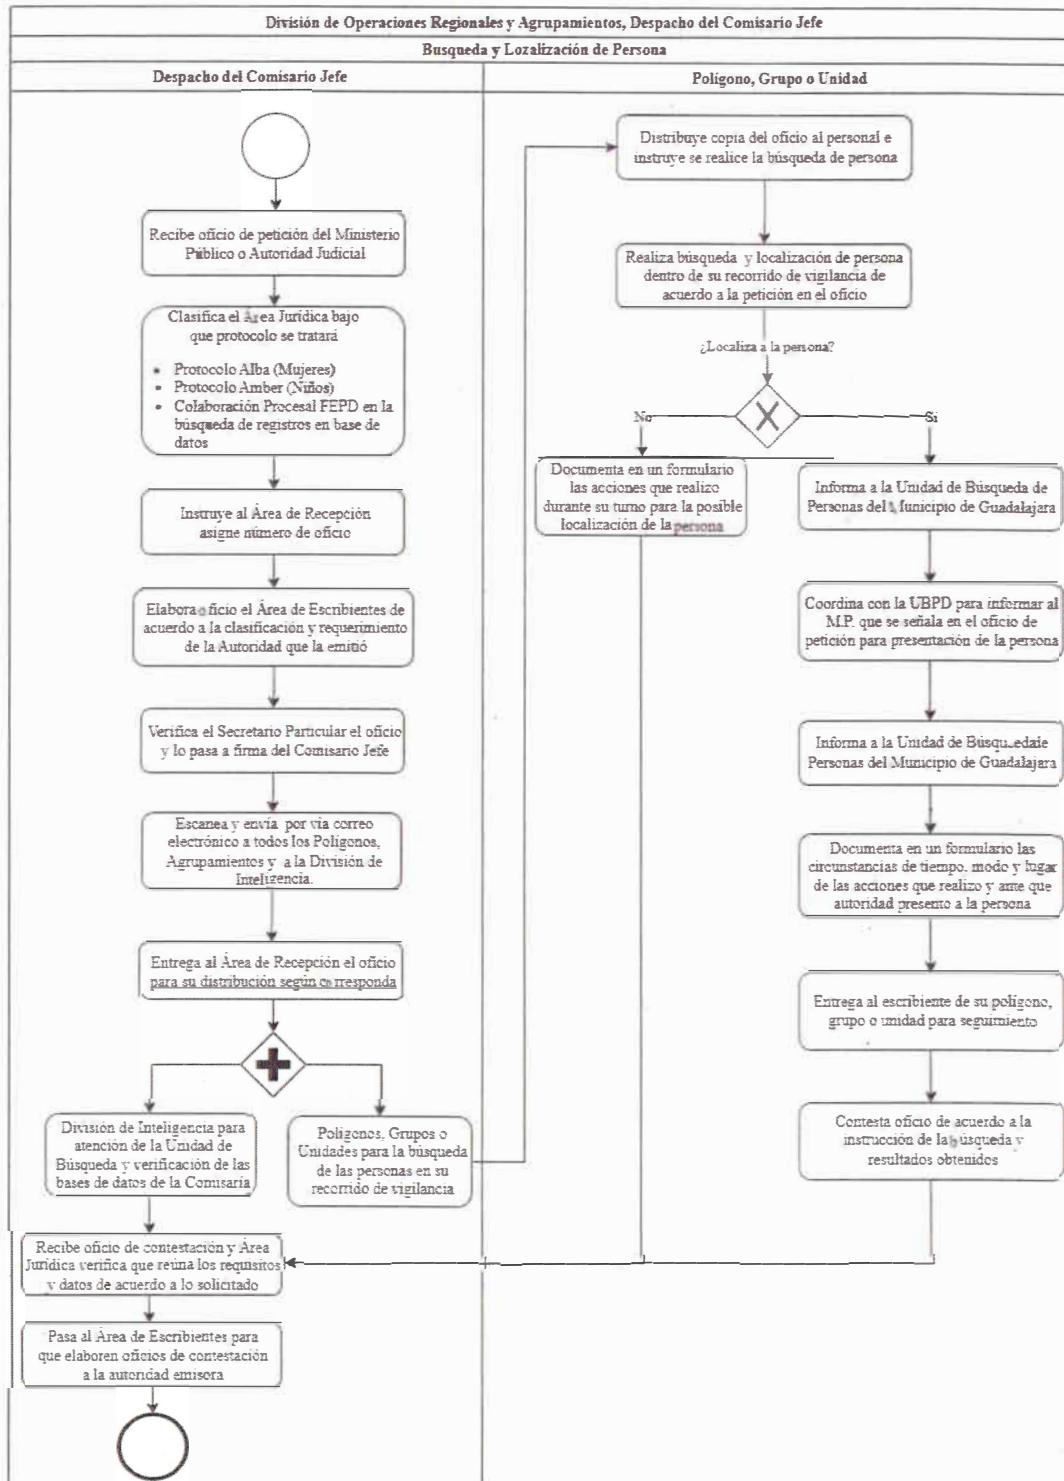 División de Operaciones Regionales y Agrupamientos, Despacho del Comisario Jefe
Busqueda y Lozalización de Persona
Despacho del Comisario Jefe
Recibe oficio de petición del Ministerio
Público o Autoridad Judicial
Clasifica el Área Jurídica bajo
que protocolo se tratará
• Protocolo Alba (Mujeres)
• Protocolo Amber (Niños)
• Colaboración Procesal FEPD en la
búsqueda de registros en base de
datos
Instruye al Área de Recepción
asigne número de oficio
Elabora oficio el Área de Escribientes de
acuerdo a la clasificación y requerimiento
de la Autoridad que la emitió
Verifica el Secretario Particular el oficio
y lo pasa a firma del Comisario Jefe
Escanea y envía por vía correo
electrónico a todos los Polígonos,
Agrupamientos y a la División de
Inteligencia.
Entrega al Área de Recepción el oficio
para su distribución según corresponda
División de Inteligencia para
atención de la Unidad de
Búsqueda y verificación de las
bases de datos de la Comisaría
Polígonos, Grupos o
Unidades para la búsqueda
de las personas en su
recorrido de vigilancia
Recibe oficio de contestación y Área
Jurídica verifica que reúna los requisitos
y datos de acuerdo a lo solicitado
Pasa al Área de Escribientes para
que elaboren oficios de contestación
a la autoridad emisora
Polígono, Grupo o Unidad
Distribuye copia del oficio al personal e
instruye se realice la búsqueda de persona
Realiza búsqueda y localización de persona
dentro de su recorrido de vigilancia de
acuerdo a la petición en el oficio
¿Localiza a la persona?
No
Si
Documenta en un formulario
las acciones que realizo
durante su turno para la posible
localización de la persona
Informa a la Unidad de Búsqueda de
Personas del Municipio de Guadalajara
Coordina con la UBPD para informar al
M.P. que se señala en el oficio de
petición para presentación de la persona
Informa a la Unidad de Búsqueda de
Personas del Municipio de Guadalajara
Documenta en un formulario las
circunstancias de tiempo, modo y lugar
de las acciones que realizo y ante que
autoridad presento a la persona
Entrega al escribiente de su polígono,
grupo o unidad para seguimiento
Contesta oficio de acuerdo a la
instrucción de la búsqueda y
resultados obtenidos